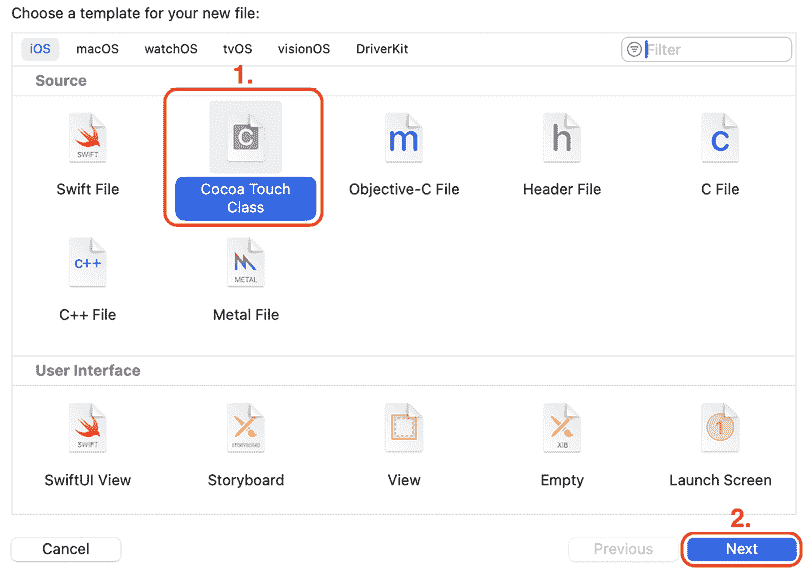 Choose a template for your new file:
iOS macOS watchOS tvOS visionOS DriverKit Filter
1.
Source
C m h c
SWIFT
Swift File Cocoa Touch Class Objective-C File Header File C File
C++
METAL
C++ File Metal File
User Interface
1
SWIFT STORYBOARD XIB
SwiftUI View Storyboard View Empty Launch Screen
2.
Cancel Previous Next